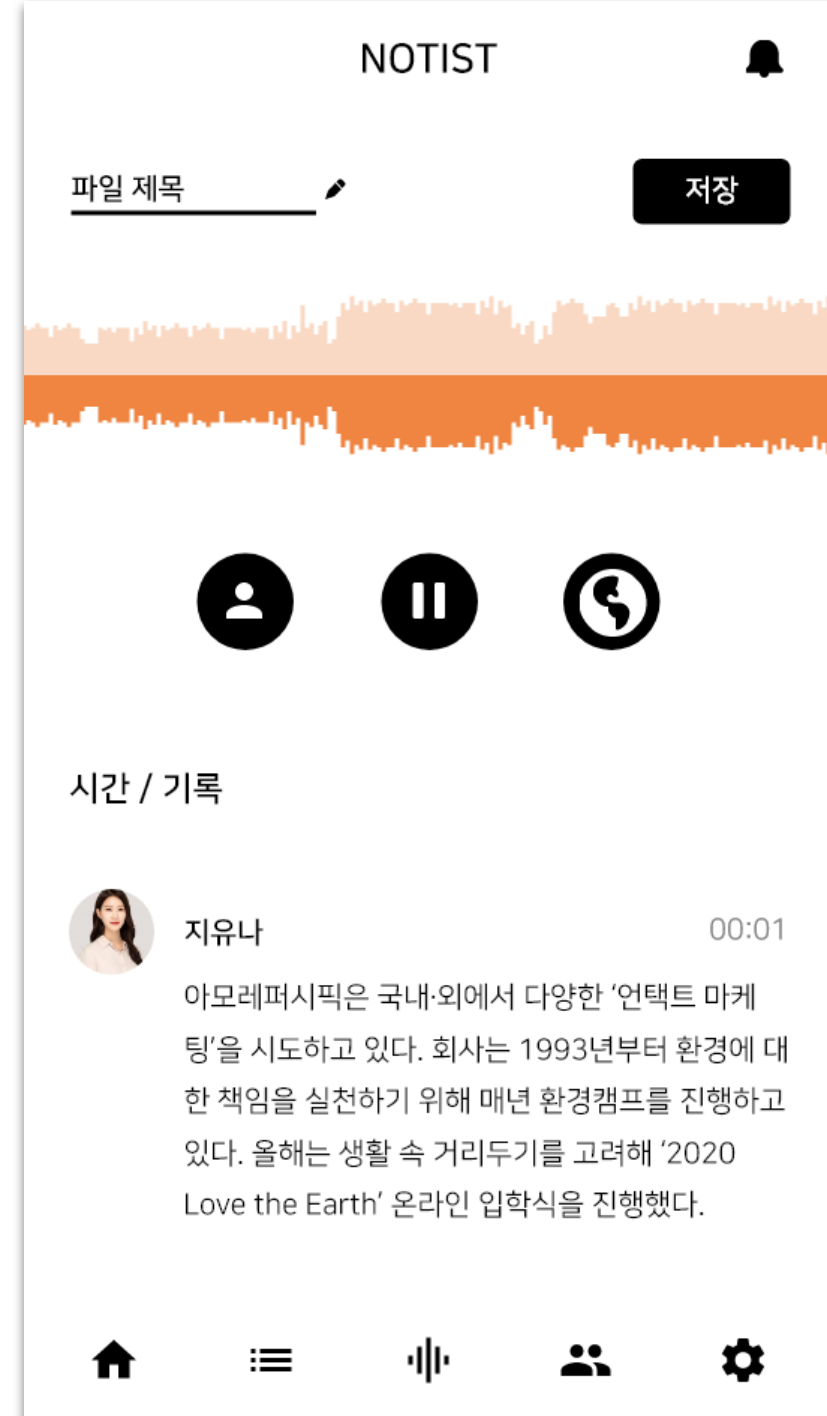 NOTIST
파일 제목
저장
시간 / 기록
지유나
00:01
아모레퍼시픽은 국내·외에서 다양한 ‘언택트 마케
팅’을 시도하고 있다. 회사는 1993년부터 환경에 대
한 책임을 실천하기 위해 매년 환경캠프를 진행하고
있다. 올해는 생활 속 거리두기를 고려해 ‘2020
Love the Earth’ 온라인 입학식을 진행했다.